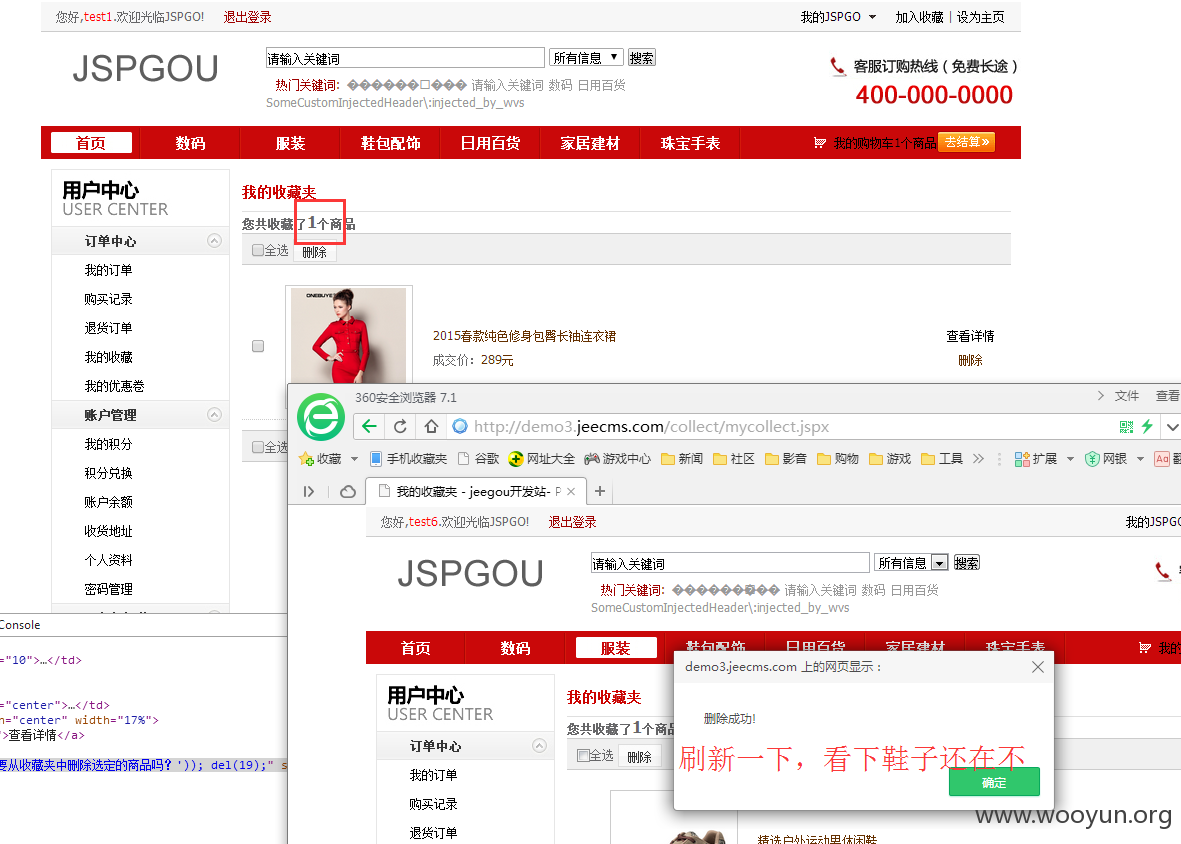 您好,test1.欢迎光临JSPGO! 退出登录 我的JSPGO 加入收藏 | 设为主页
JSPGOU
请输入关键词 所有信息 搜索
热门关键词: ������□��� 请输入关键词 数码 日用百货
SomeCustomInjectedHeader\:injected_by_wvs
客服订购热线（免费长途）
400-000-0000
首页 数码 服装 鞋包配饰 日用百货 家居建材 珠宝手表 我的购物车1个商品 去结算»
用户中心
USER CENTER
订单中心
我的订单
购买记录
退货订单
我的收藏
我的优惠卷
账户管理
我的积分
积分兑换
账户余额
收货地址
个人资料
密码管理
我的收藏夹
您共收藏了1个商品
全选 删除
ONEBUYE
2015春款纯色修身包臀长袖连衣裙
成交价：289元
查看详情
删除
全选
Console
="10">…</td>
="center">…</td>
="center" width="17%">
">查看详情</a>
要从收藏夹中删除选定的商品吗？')); del(19);" s
360安全浏览器 7.1 文件 查看
http://demo3.jeecms.com/collect/mycollect.jspx
收藏 手机收藏夹 谷歌 网址大全 游戏中心 新闻 社区 影音 购物 游戏 工具 » 扩展 网银 Aa 翻
我的收藏夹 - jeegou开发站- P
您好,test6.欢迎光临JSPGO! 退出登录 我的JSPGO
JSPGOU
请输入关键词 所有信息 搜索
热门关键词: ��������� 请输入关键词 数码 日用百货
SomeCustomInjectedHeader\:injected_by_wvs
首页 数码 服装 鞋包配饰 日用百货 家居建材 珠宝手表 我的
用户中心
USER CENTER
订单中心
我的订单
购买记录
退货订单
我的收藏夹
您共收藏了1个商品
全选 删除
精选户外运动男休闲鞋
demo3.jeecms.com 上的网页显示：
删除成功!
刷新一下，看下鞋子还在不
确定
www.wooyun.org